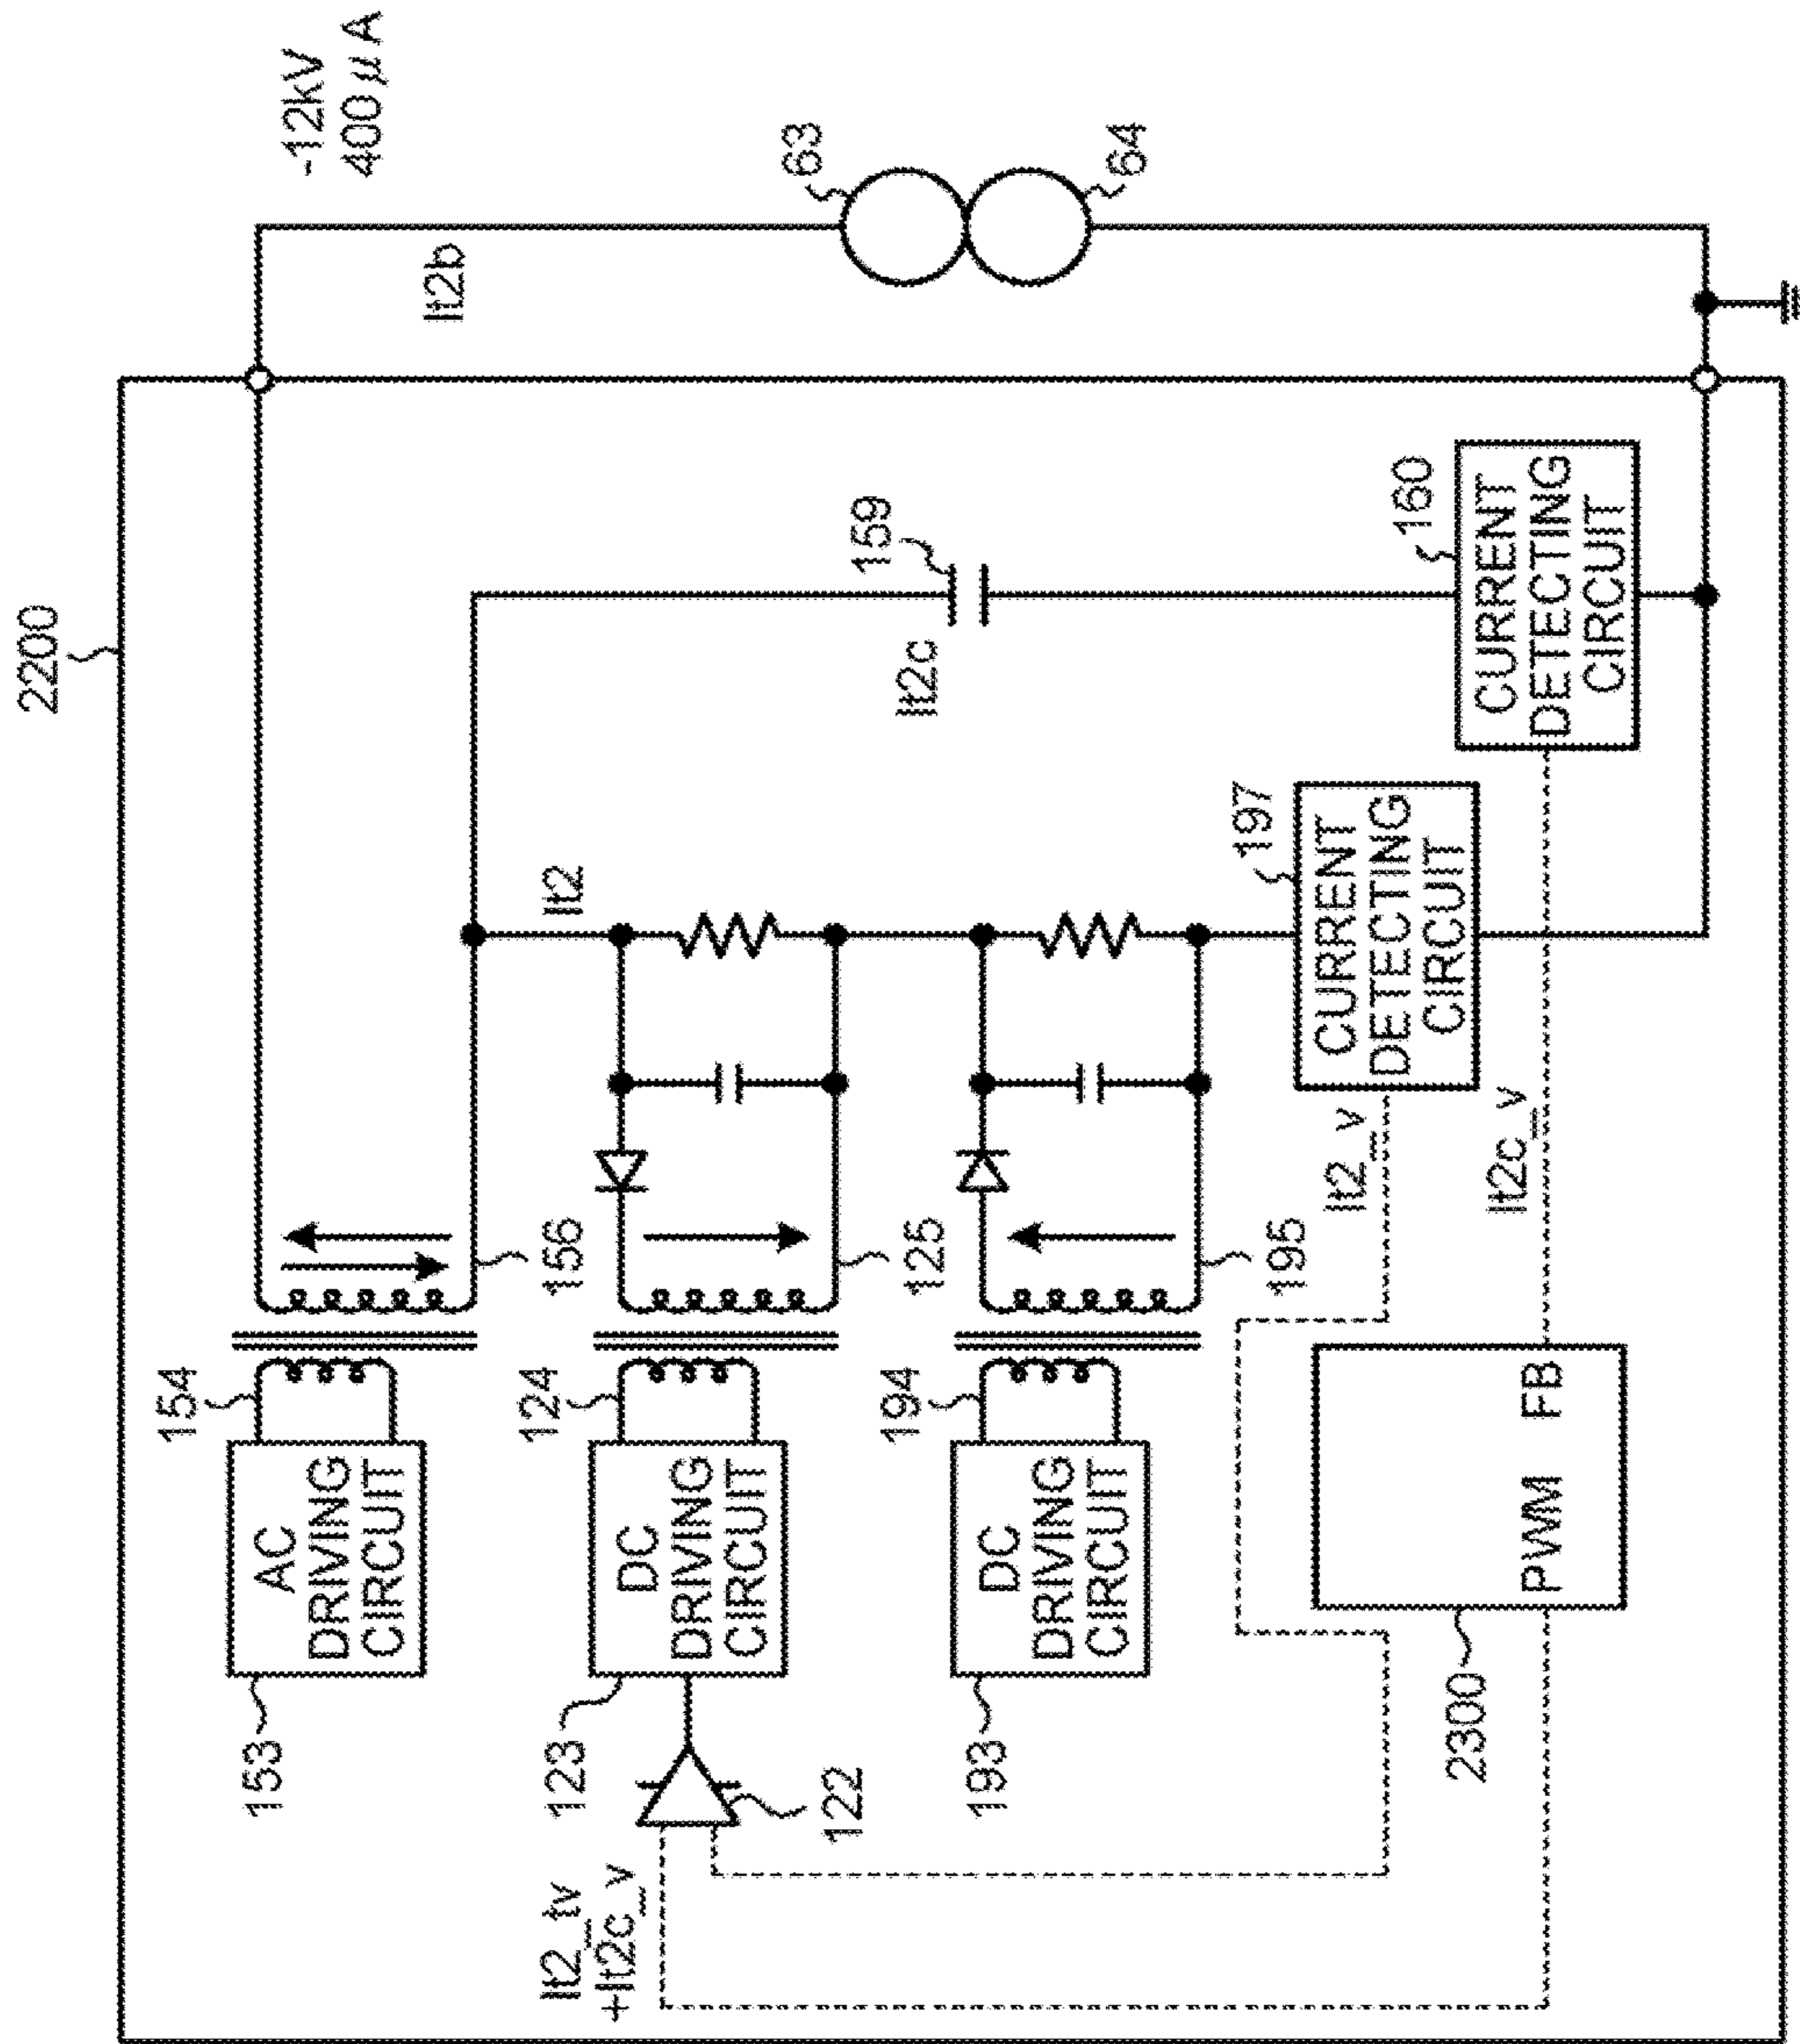 2200
-12kV
400 μA
It2b
63
64
154
AC
DRIVING
CIRCUIT
153
156
It2
It2c
159
124
DC
DRIVING
CIRCUIT
123
122
125
It2_tv
+It2c_v
194
DC
DRIVING
CIRCUIT
193
195
197
CURRENT
DETECTING
CIRCUIT
160
CURRENT
DETECTING
CIRCUIT
It2_v
It2c_v
2300
PWM FB